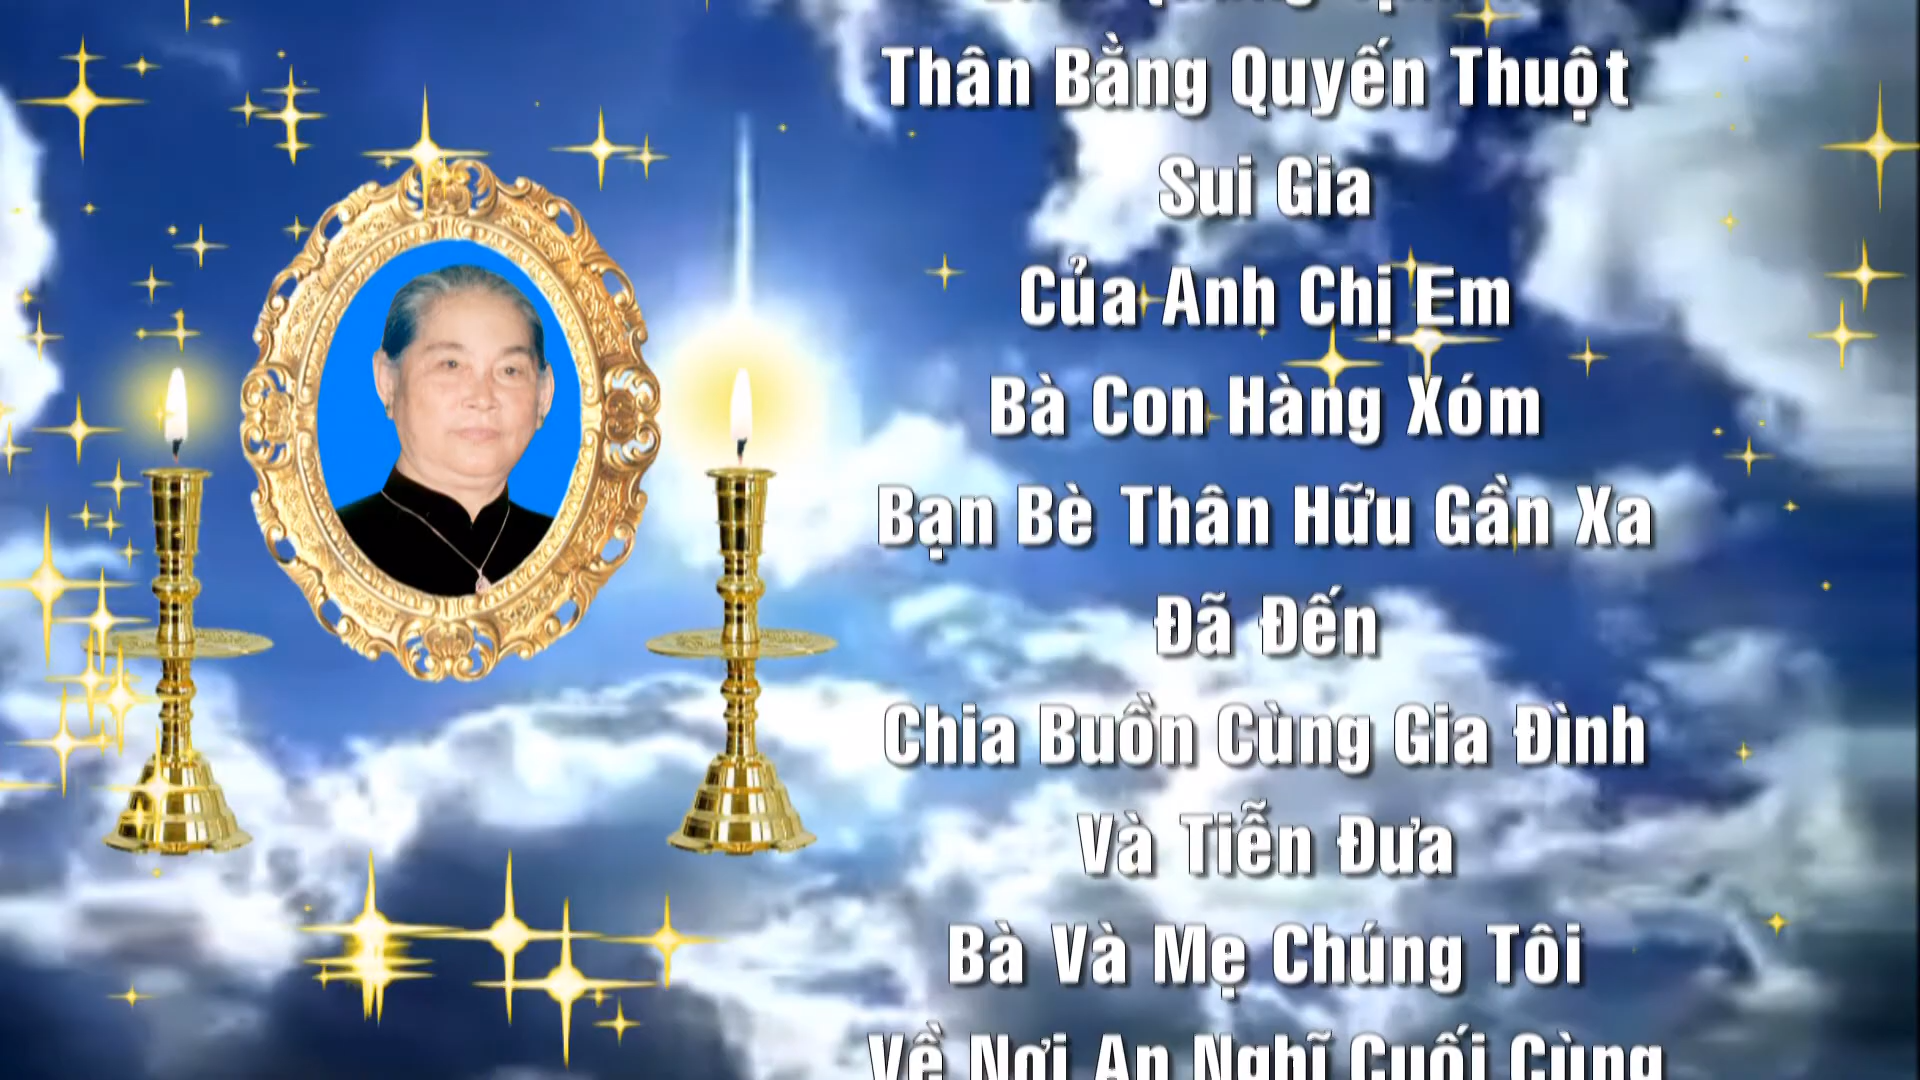 Thân Bằng Quyến Thuột
Sui Gia
Của Anh Chị Em
Bà Con Hàng Xóm
Bạn Bè Thân Hữu Gần Xa
Đã Đến
Chia Buồn Cùng Gia Đình
Và Tiễn Đưa
Bà Và Mẹ Chúng Tôi
Về Nơi An Nghĩ Cuối Cùng